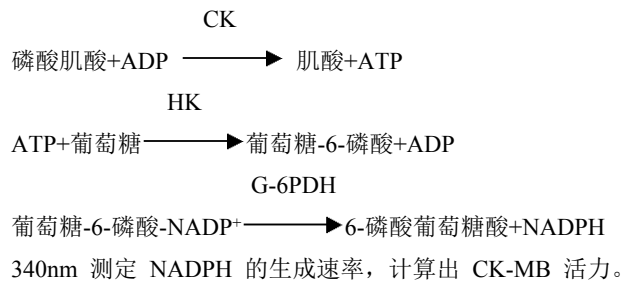 CK
磷酸肌酸+ADP ⟶ 肌酸+ATP
HK
ATP+葡萄糖⟶葡萄糖-6-磷酸+ADP
G-6PDH
葡萄糖-6-磷酸-NADP⁺⟶6-磷酸葡萄糖酸+NADPH
340nm 测定 NADPH 的生成速率，计算出 CK-MB 活力。